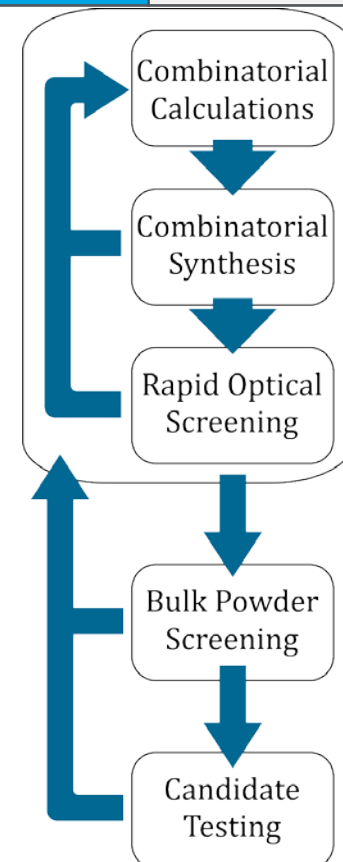 Combinatorial
Calculations
Combinatorial
Synthesis
Rapid Optical
Screening
Bulk Powder
Screening
Candidate
Testing